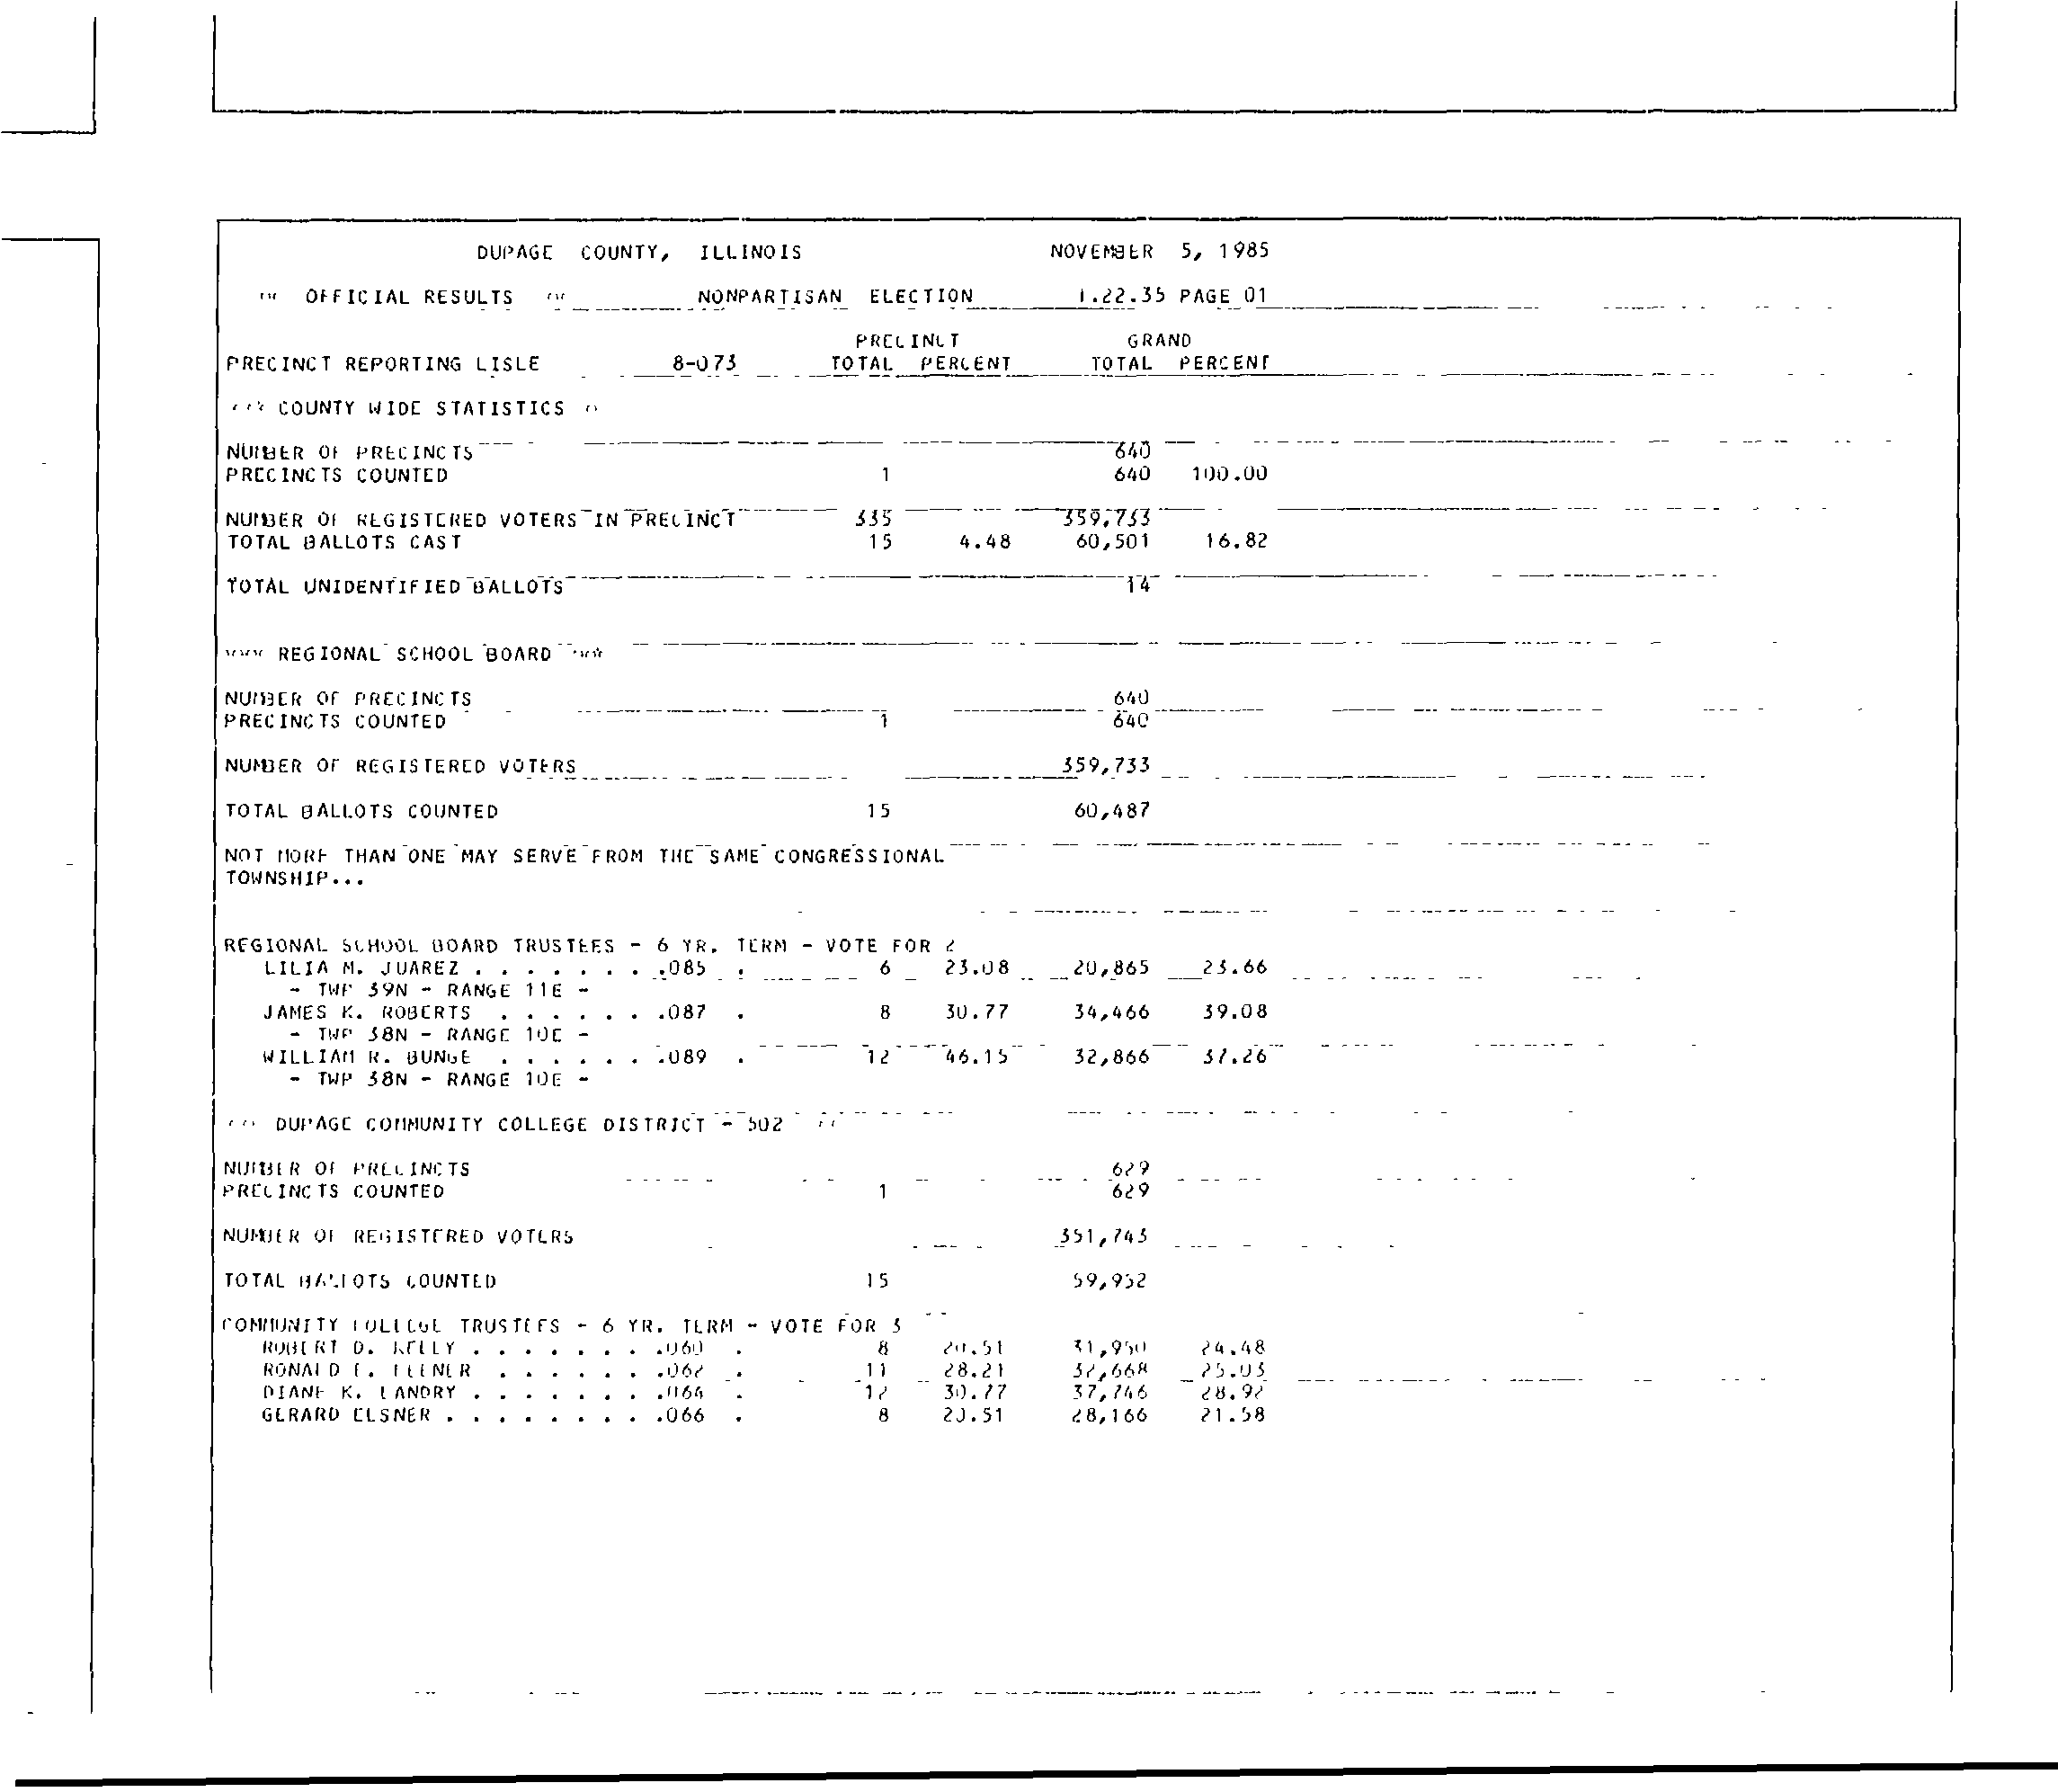 DUPAGE COUNTY, ILLINOIS NOVEMBER 5, 1985
OFFICIAL RESULTS NONPARTISAN ELECTION 1.22.35 PAGE 01
PRECINCT GRAND
PRECINCT REPORTING LISLE 8-073 TOTAL PERCENT TOTAL PERCENT
COUNTY WIDE STATISTICS
NUMBER OF PRECINCTS 640
PRECINCTS COUNTED 1 640 100.00
NUMBER OF REGISTERED VOTERS IN PRECINCT 335 359,733
TOTAL BALLOTS CAST 15 4.48 60,501 16.82
TOTAL UNIDENTIFIED BALLOTS 14
REGIONAL SCHOOL BOARD
NUMBER OF PRECINCTS 640
PRECINCTS COUNTED 1 640
NUMBER OF REGISTERED VOTERS 359,733
TOTAL BALLOTS COUNTED 15 60,487
NOT MORE THAN ONE MAY SERVE FROM THE SAME CONGRESSIONAL
TOWNSHIP...
REGIONAL SCHOOL BOARD TRUSTEES - 6 YR. TERM - VOTE FOR 2
LILIA M. JUAREZ . . . . . . . .085 . 6 23.08 20,865 23.66
- TWP 39N - RANGE 11E -
JAMES K. ROBERTS . . . . . . .087 . 8 30.77 34,466 39.08
- TWP 38N - RANGE 10E -
WILLIAM R. BUNGE . . . . . . .089 . 12 46.15 32,866 37.26
- TWP 38N - RANGE 10E -
DUPAGE COMMUNITY COLLEGE DISTRICT - 502
NUMBER OF PRECINCTS 629
PRECINCTS COUNTED 1 629
NUMBER OF REGISTERED VOTERS 351,743
TOTAL BALLOTS COUNTED 15 59,952
COMMUNITY COLLEGE TRUSTEES - 6 YR. TERM - VOTE FOR 3
ROBERT D. KELLY . . . . . . . .060 . 8 20.51 31,950 24.48
RONALD E. . . . . . . .062 . 11 28.21 32,668 25.03
DIANE K. LANDRY . . . . . . . .064 . 12 30.77 37,746 28.92
GERARD ELSNER . . . . . . . . .066 . 8 20.51 28,166 21.58